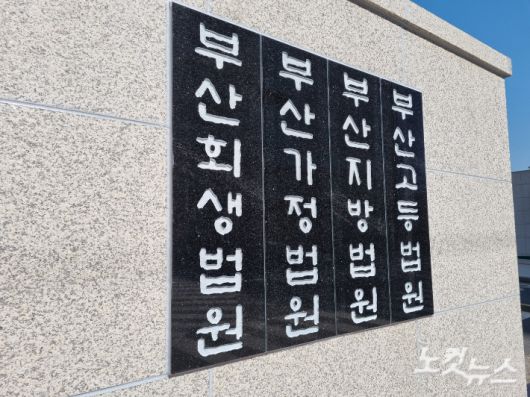 부산회생법원
부산가정법원
부산지방법원
부산고등법원
노컷
뉴스